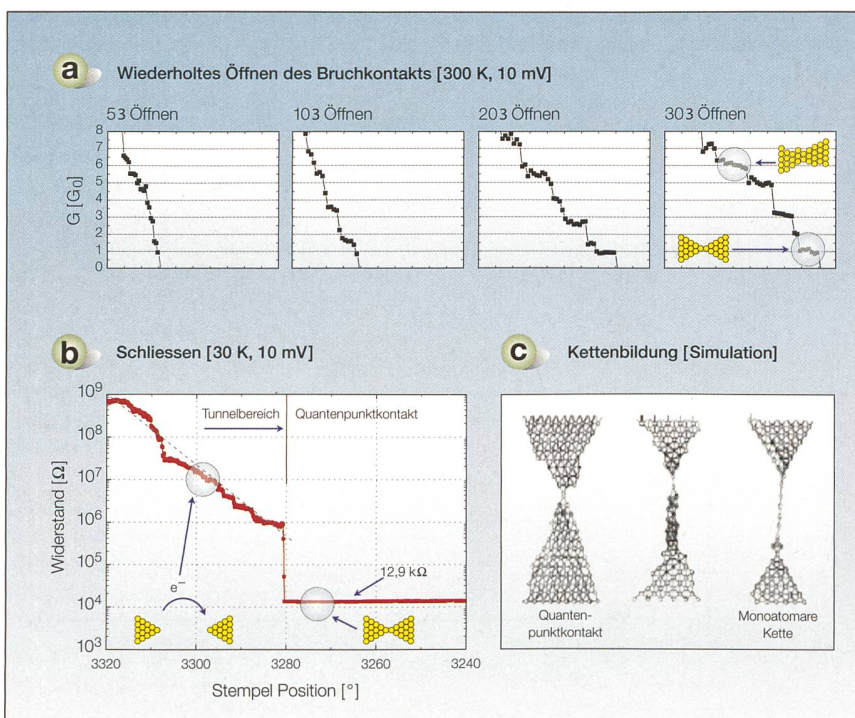 a Wiederholtes Öffnen des Bruchkontakts [300 K, 10 mV]
53 Öffnen 103 Öffnen 203 Öffnen 303 Öffnen
8
7
6
5
4
3
2
1
0
G [G0]
b Schliessen [30 K, 10 mV]
10⁹
10⁸
10⁷
10⁶
10⁵
10⁴
10³
Widerstand [Ω]
Tunnelbereich Quantenpunktkontakt
12,9 kΩ
e⁻
3320 3300 3280 3260 3240
Stempel Position [°]
c Kettenbildung [Simulation]
Quanten-
punktkontakt
Monoatomare
Kette